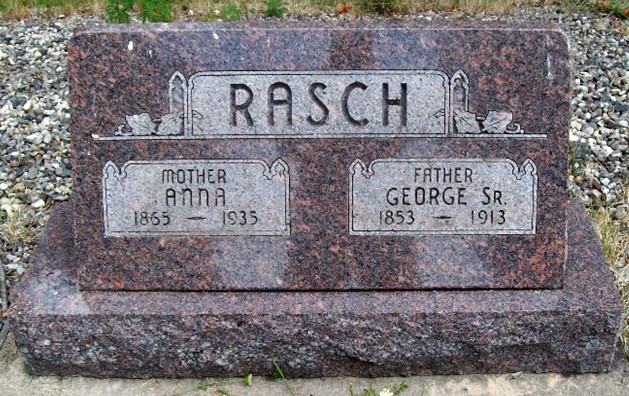 RASCH
MOTHER
ANNA
1865 — 1935
FATHER
GEORGE SR.
1853 — 1913